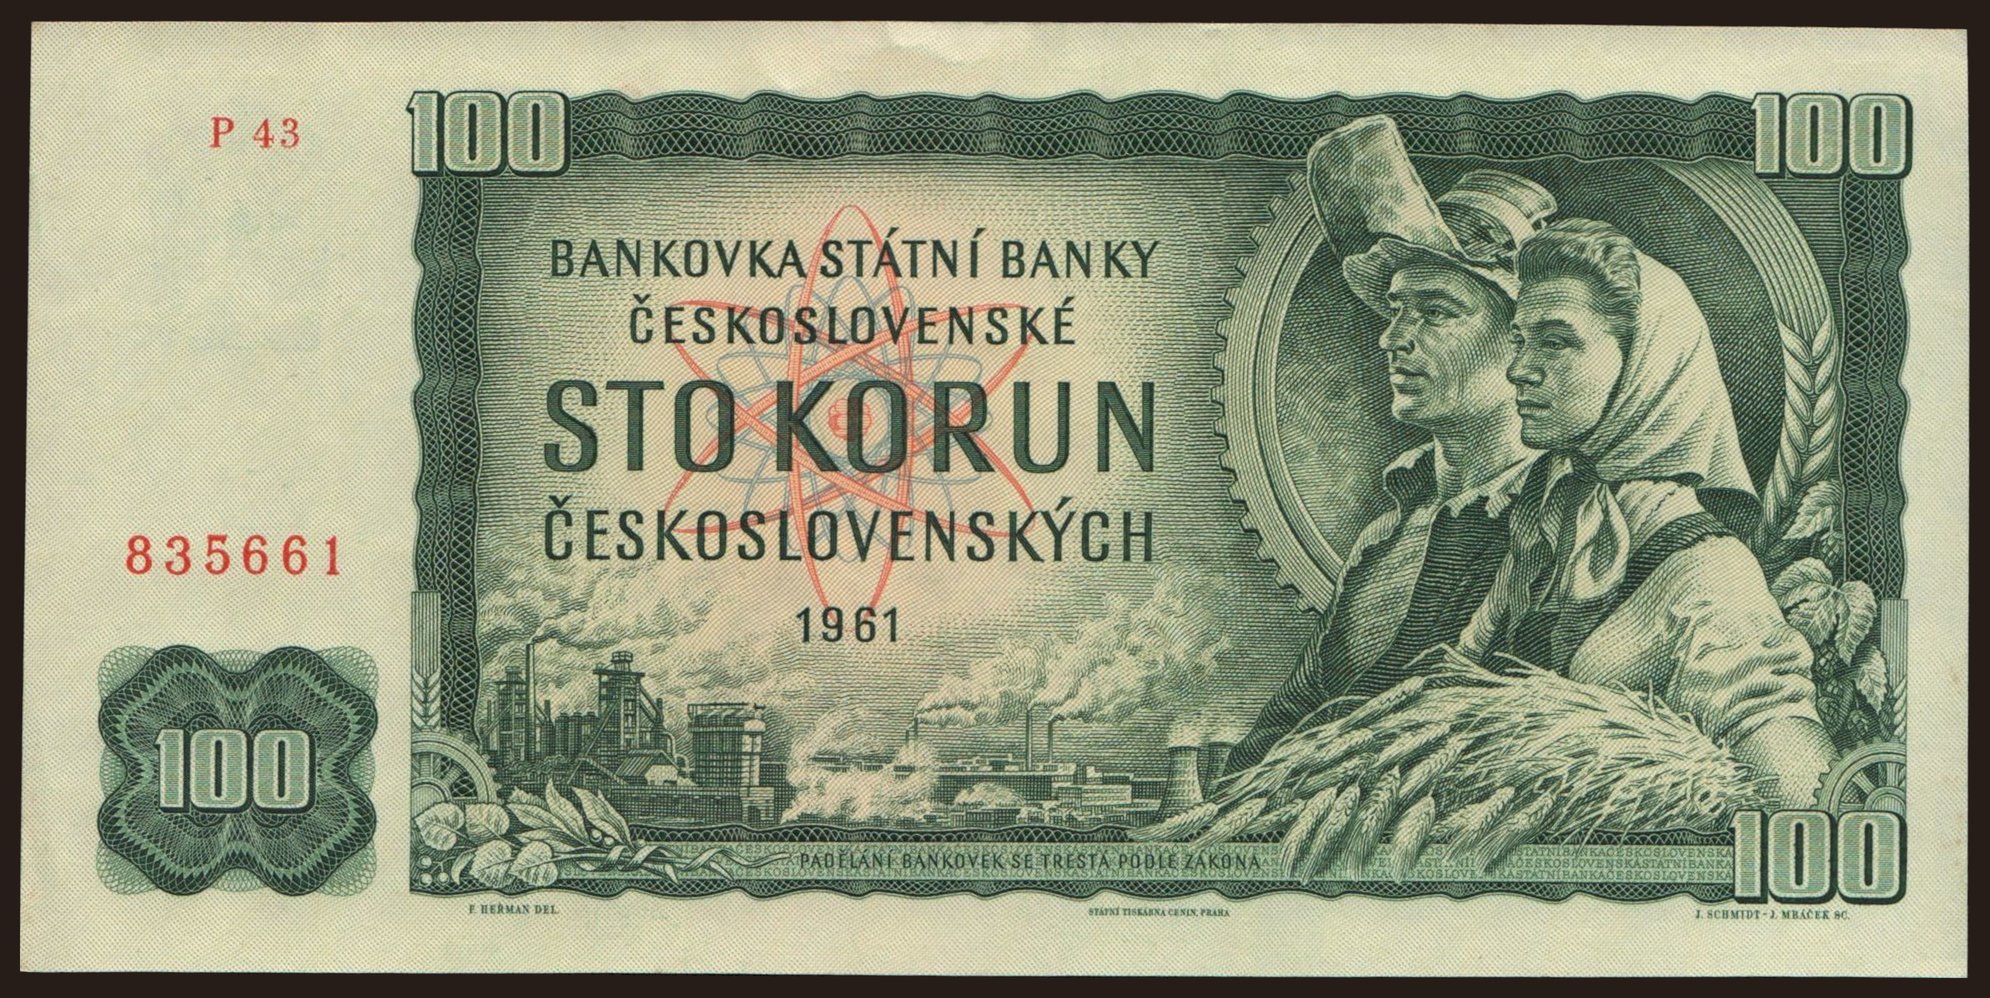 P 43
100
100
BANKOVKA STÁTNÍ BANKY
ČESKOSLOVENSKÉ
STO KORUN
ČESKOSLOVENSKÝCH
1961
835661
100
100
PADĚLÁNÍ BANKOVEK SE TRESTÁ PODLE ZÁKONA
F. HEŘMAN DEL.
STÁTNÍ TISKÁRNA CENIN, PRAHA
J. SCHMIDT - J. MRÁČEK SC.